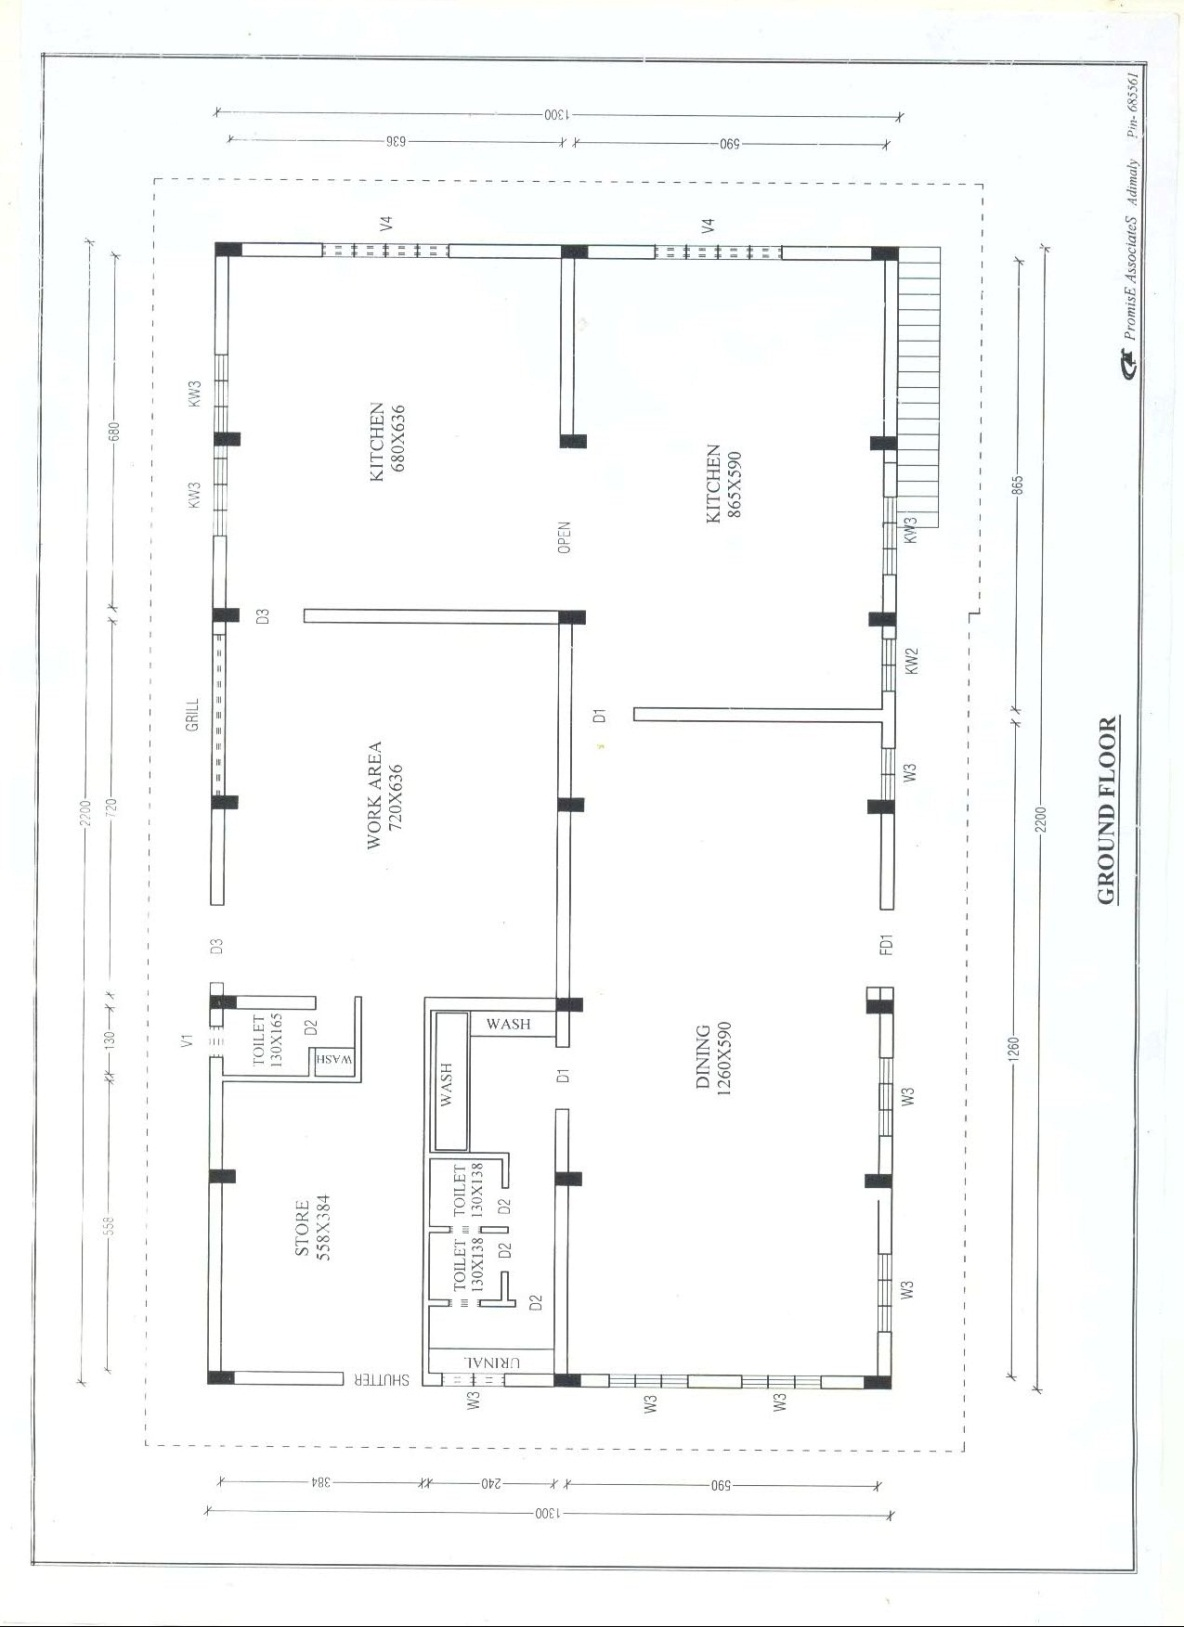 1300
636
590
V4
V4
2200
680
720
130
558
KW3
KW3
GRILL
D3
V1
D3
KITCHEN
680X636
OPEN
KITCHEN
865X590
KW3
KW2
D1
W3
WORK AREA
720X636
FD1
TOILET
130X165
D2
WASH
WASH
WASH
D1
DINING
1260X590
W3
STORE
558X384
TOILET
130X138
D2
TOILET
130X138
D2
D2
URINAL
SHUTTER
W3
W3
W3
W3
865
1260
2200
384
240
590
1300
GROUND FLOOR
PromisE AssociateS Adimaly Pin- 685561